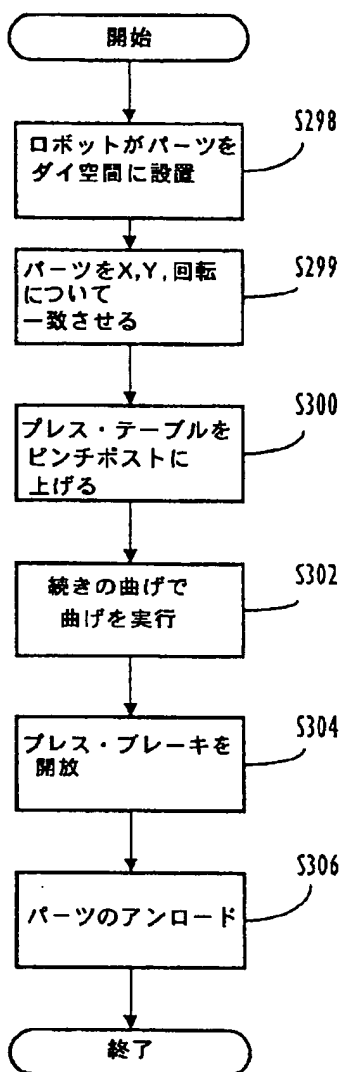 開始
S298
ロボットがパーツを
ダイ空間に設置
S299
パーツをX,Y,回転
について
一致させる
S300
プレス・テーブルを
ピンチポストに
上げる
S302
続きの曲げで
曲げを実行
S304
プレス・ブレーキを
開放
S306
パーツのアンロード
終了